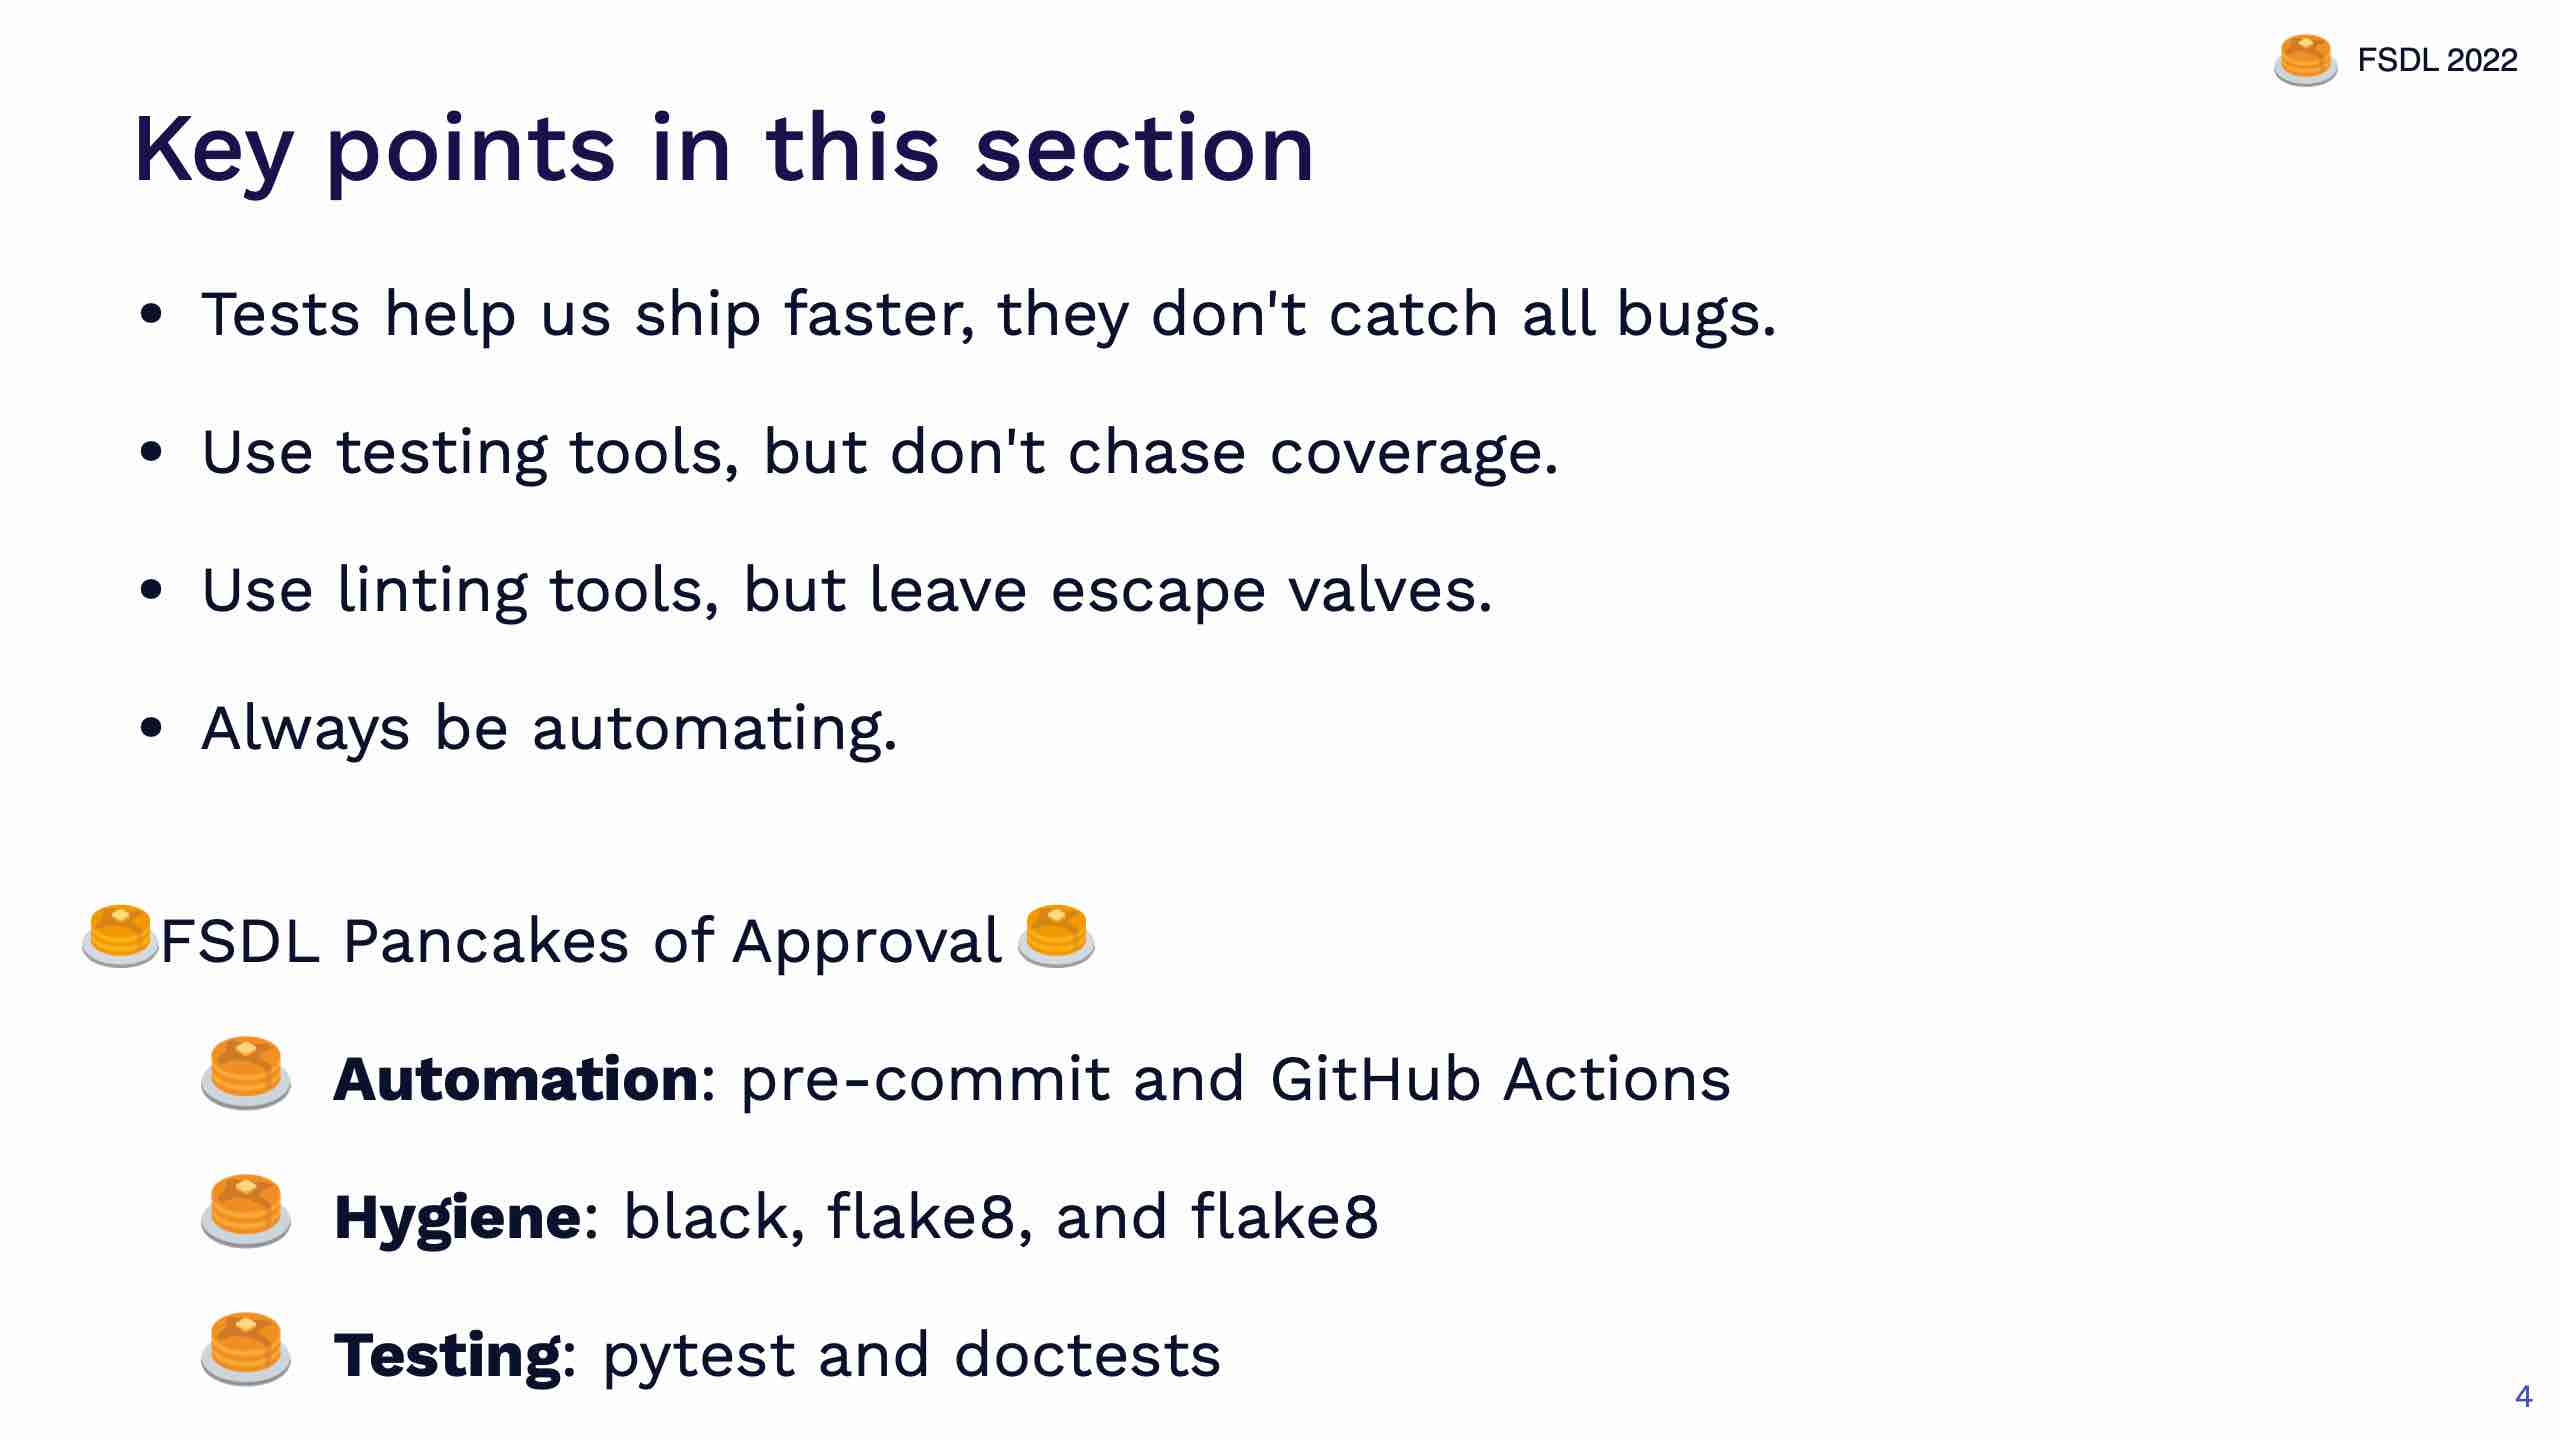 FSDL 2022
Key points in this section
• Tests help us ship faster, they don't catch all bugs.
• Use testing tools, but don't chase coverage.
• Use linting tools, but leave escape valves.
• Always be automating.
🥞FSDL Pancakes of Approval 🥞
🥞 Automation: pre-commit and GitHub Actions
🥞 Hygiene: black, flake8, and flake8
🥞 Testing: pytest and doctests
4